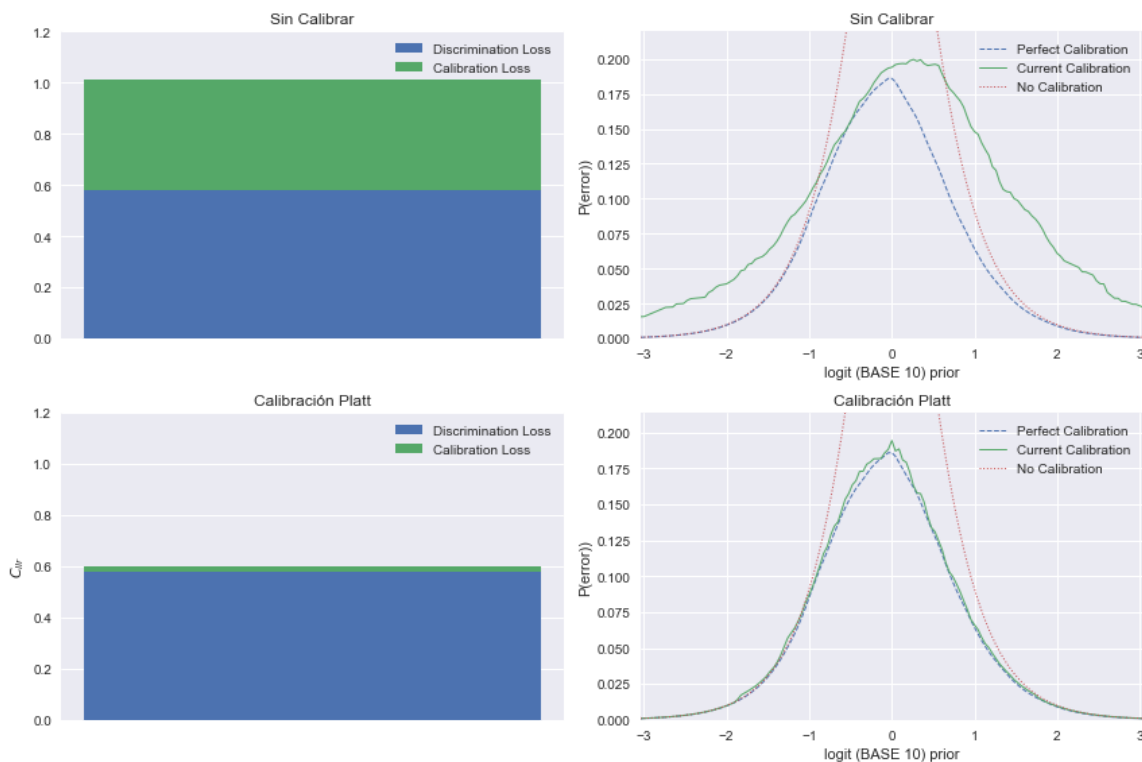 Sin Calibrar
1.2
1.0
0.8
0.6
0.4
0.2
0.0
Discrimination Loss
Calibration Loss
Sin Calibrar
P(error))
0.200
0.175
0.150
0.125
0.100
0.075
0.050
0.025
0.000
Perfect Calibration
Current Calibration
No Calibration
−3 −2 −1 0 1 2 3
logit (BASE 10) prior
Calibración Platt
C_llr
1.2
1.0
0.8
0.6
0.4
0.2
0.0
Discrimination Loss
Calibration Loss
Calibración Platt
P(error))
0.200
0.175
0.150
0.125
0.100
0.075
0.050
0.025
0.000
Perfect Calibration
Current Calibration
No Calibration
−3 −2 −1 0 1 2 3
logit (BASE 10) prior